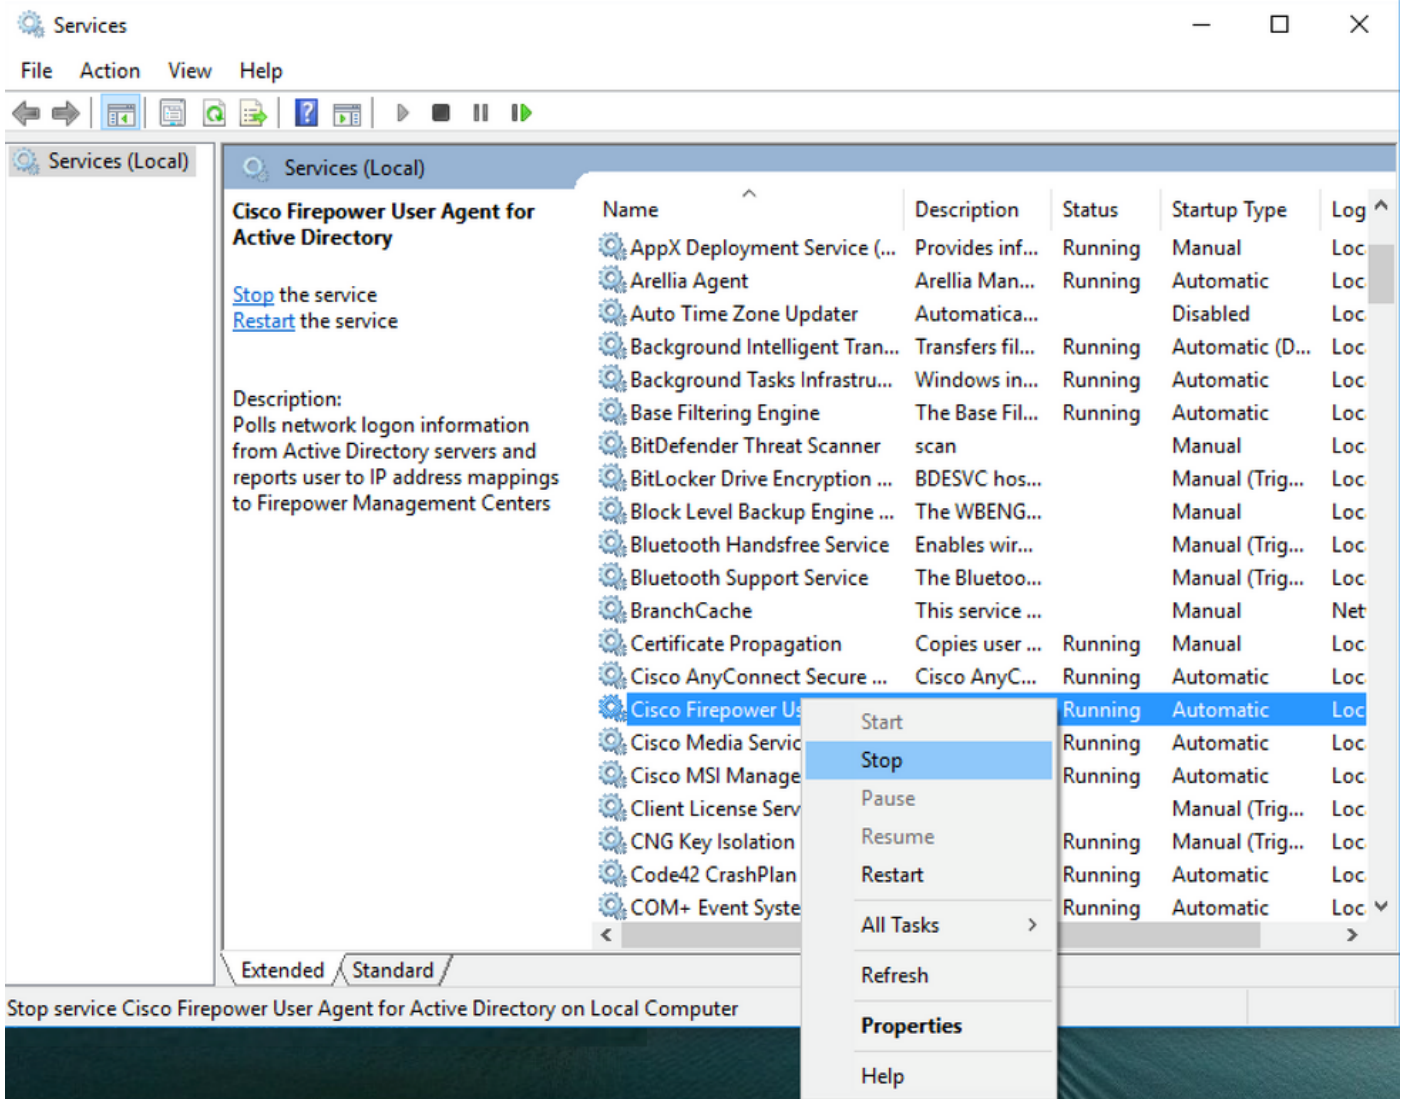 Services
File Action View Help
Services (Local)
Services (Local)
Cisco Firepower User Agent for
Active Directory
Stop the service
Restart the service
Description:
Polls network logon information
from Active Directory servers and
reports user to IP address mappings
to Firepower Management Centers
Name Description Status Startup Type Log
AppX Deployment Service (... Provides inf... Running Manual Loc
Arellia Agent Arellia Man... Running Automatic Loc
Auto Time Zone Updater Automatica... Disabled Loc
Background Intelligent Tran... Transfers fil... Running Automatic (D... Loc
Background Tasks Infrastru... Windows in... Running Automatic Loc
Base Filtering Engine The Base Fil... Running Automatic Loc
BitDefender Threat Scanner scan Manual Loc
BitLocker Drive Encryption ... BDESVC hos... Manual (Trig... Loc
Block Level Backup Engine ... The WBENG... Manual Loc
Bluetooth Handsfree Service Enables wir... Manual (Trig... Loc
Bluetooth Support Service The Bluetoo... Manual (Trig... Loc
BranchCache This service ... Manual Net
Certificate Propagation Copies user ... Running Manual Loc
Cisco AnyConnect Secure ... Cisco AnyC... Running Automatic Loc
Cisco Firepower Us Running Automatic Loc
Cisco Media Servic Running Automatic Loc
Cisco MSI Manage Running Automatic Loc
Client License Serv Manual (Trig... Loc
CNG Key Isolation Running Manual (Trig... Loc
Code42 CrashPlan Running Automatic Loc
COM+ Event Syste Running Automatic Loc
Start
Stop
Pause
Resume
Restart
All Tasks
Refresh
Properties
Help
Extended Standard
Stop service Cisco Firepower User Agent for Active Directory on Local Computer